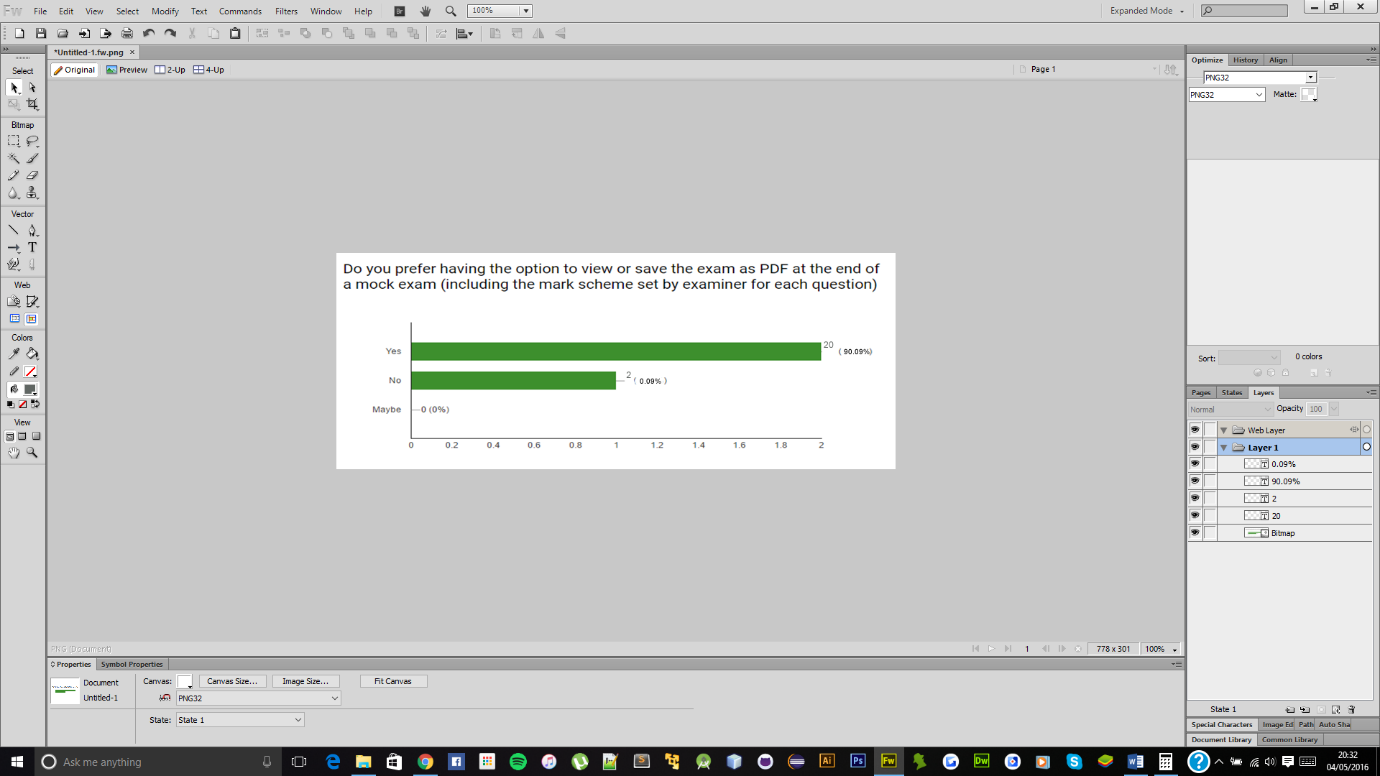 Fw File Edit View Select Modify Text Commands Filters Window Help Br 100% Expanded Mode
*Untitled-1.fw.png ×
Original Preview 2-Up 4-Up Page 1
Select
Bitmap
Vector
Web
Colors
View
Do you prefer having the option to view or save the exam as PDF at the end of
a mock exam (including the mark scheme set by examiner for each question)
Yes 20 ( 90.09%)
No 2 ( 0.09% )
Maybe 0 (0%)
0 0.2 0.4 0.6 0.8 1 1.2 1.4 1.6 1.8 2
PNG (Document) 1 778 x 301 100%
Properties Symbol Properties
Document
Untitled-1
Canvas: Canvas Size... Image Size... Fit Canvas
PNG32
State: State 1
Optimize History Align
PNG32
PNG32 Matte:
Sort: 0 colors
Pages States Layers
Normal Opacity 100
Web Layer
Layer 1
0.09%
90.09%
2
20
Bitmap
State 1
Special Characters Image Ed Path Auto Sha
Document Library Common Library
Ask me anything
Ai Ps Fw Dw
20:32
04/05/2016